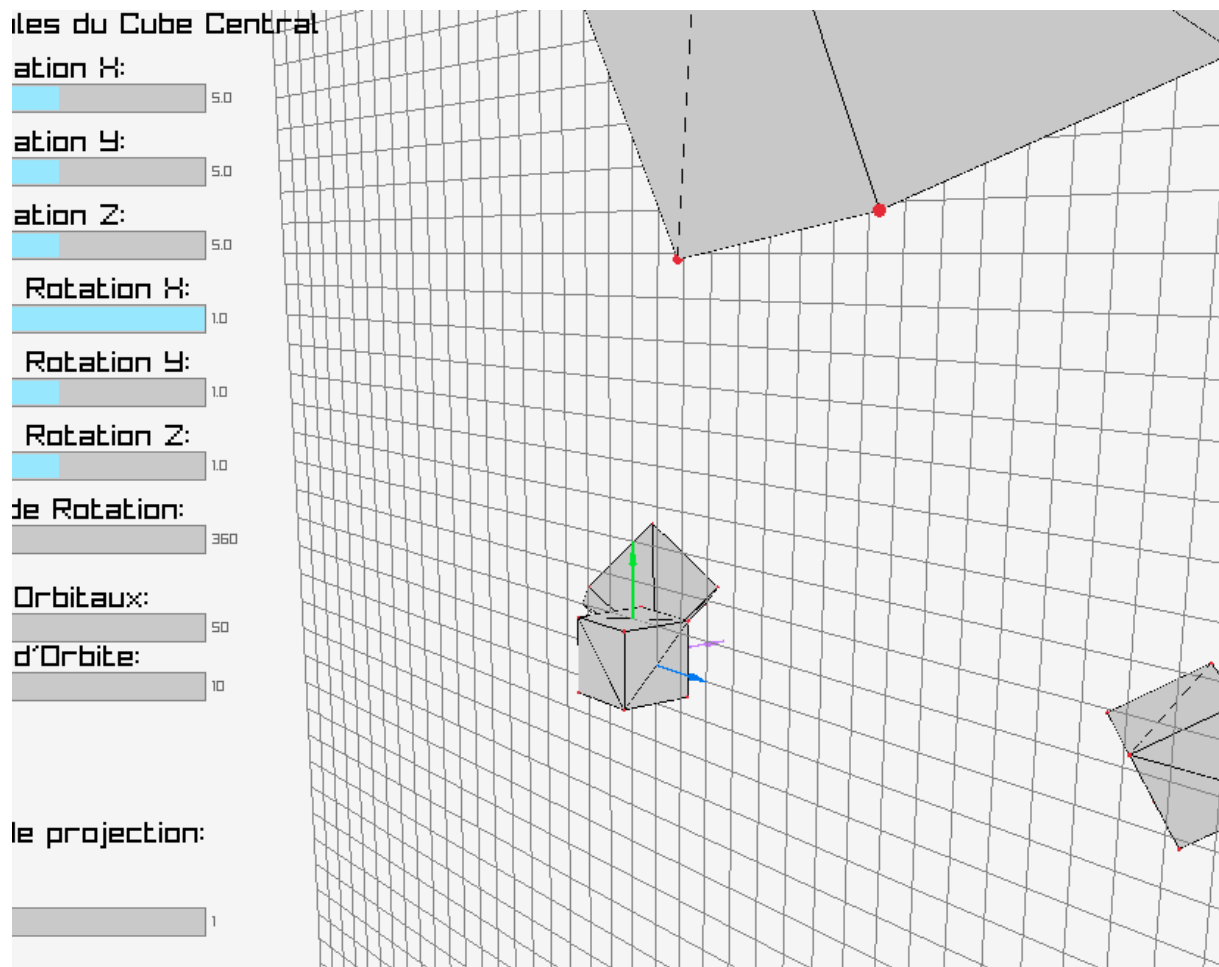 les du Cube Central
ation X:
5.0
ation Y:
5.0
ation Z:
5.0
Rotation X:
1.0
Rotation Y:
1.0
Rotation Z:
1.0
de Rotation:
360
Orbitaux:
50
d'Orbite:
10
le projection:
1